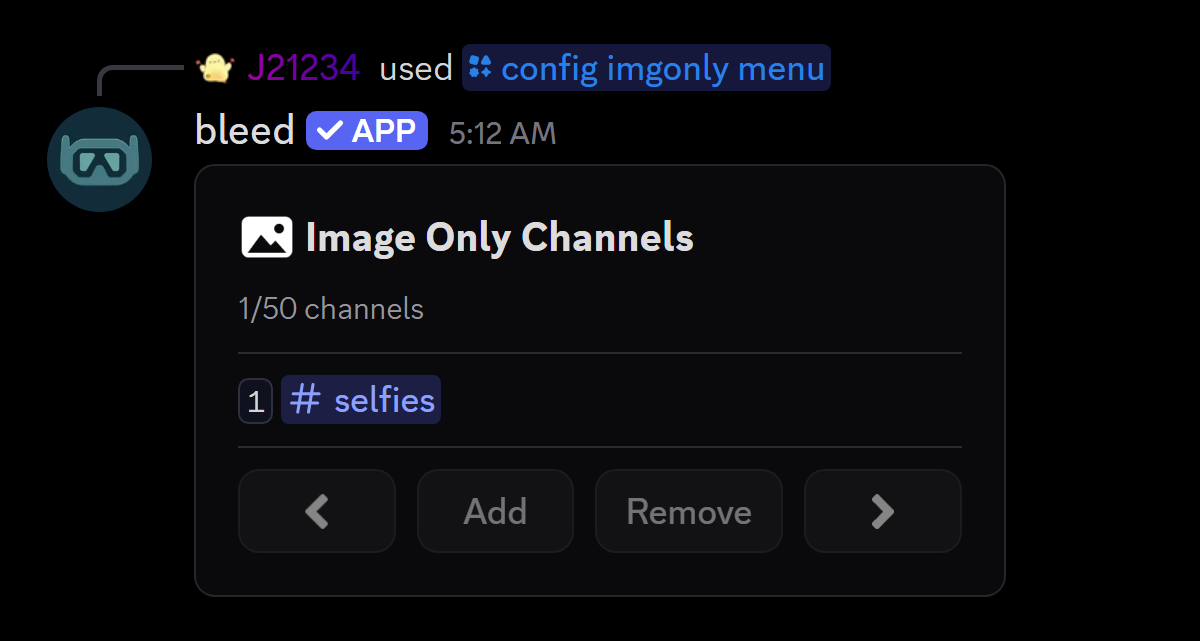 J21234 used config imgonly menu
bleed APP 5:12 AM
Image Only Channels
1/50 channels
1 # selfies
Add Remove